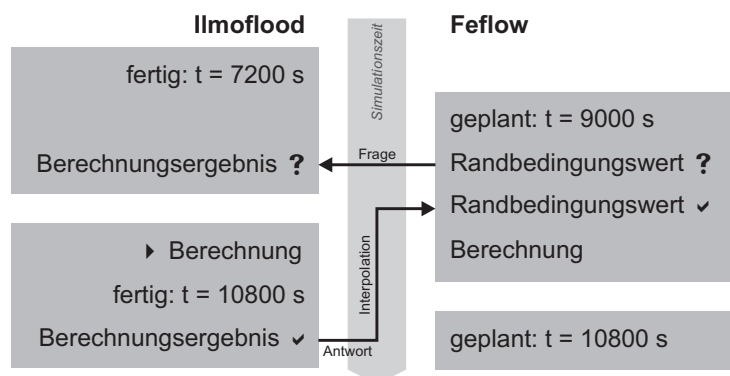 Ilmoflood
fertig: t = 7200 s
Berechnungsergebnis ?
▸ Berechnung
fertig: t = 10800 s
Berechnungsergebnis ✓
Simulationszeit
Frage
Interpolation
Antwort
Feflow
geplant: t = 9000 s
Randbedingungswert ?
Randbedingungswert ✓
Berechnung
geplant: t = 10800 s